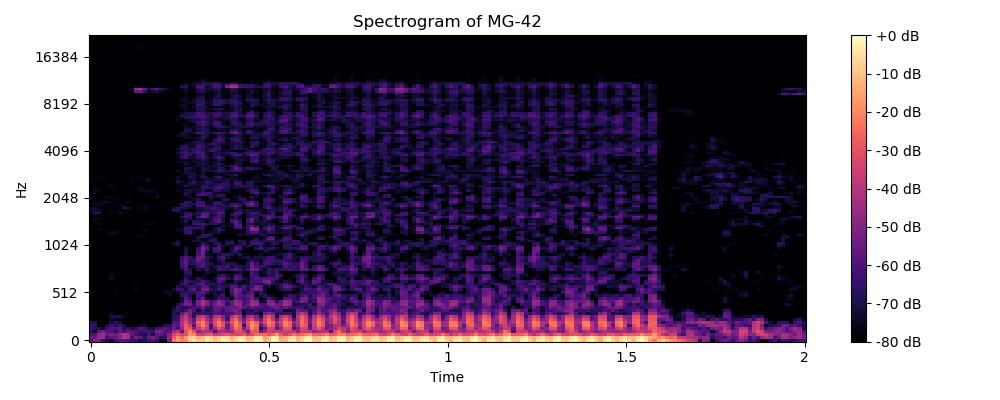 Spectrogram of MG-42
Hz
16384
8192
4096
2048
1024
512
0
0
0.5
1
1.5
2
Time
+0 dB
-10 dB
-20 dB
-30 dB
-40 dB
-50 dB
-60 dB
-70 dB
-80 dB